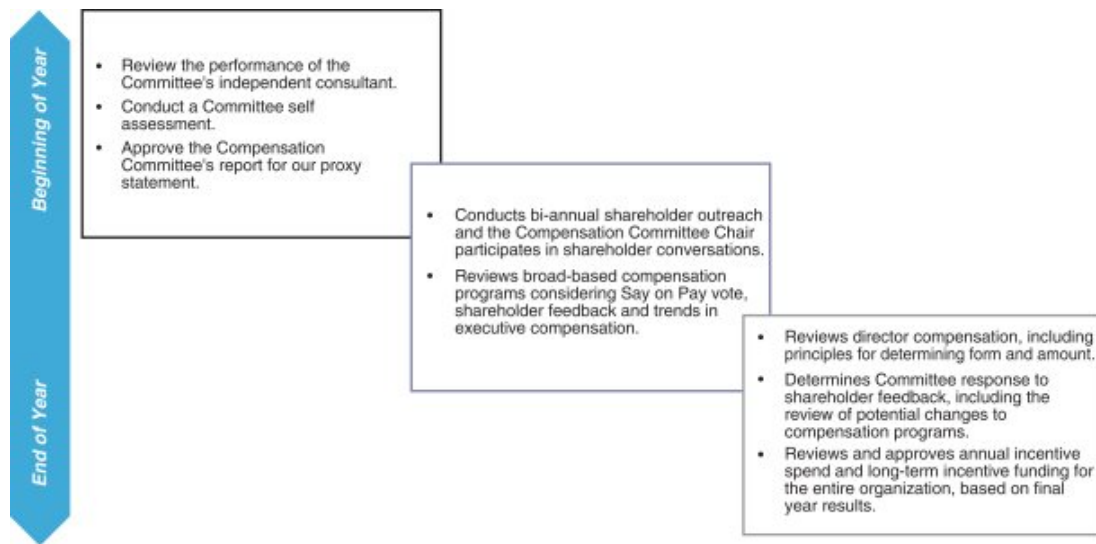 Beginning of Year
• Review the performance of the
Committee's independent consultant.
• Conduct a Committee self
assessment.
• Approve the Compensation
Committee's report for our proxy
statement.
• Conducts bi-annual shareholder outreach
and the Compensation Committee Chair
participates in shareholder conversations.
• Reviews broad-based compensation
programs considering Say on Pay vote,
shareholder feedback and trends in
executive compensation.
End of Year
• Reviews director compensation, including
principles for determining form and amount.
• Determines Committee response to
shareholder feedback, including the
review of potential changes to
compensation programs.
• Reviews and approves annual incentive
spend and long-term incentive funding for
the entire organization, based on final
year results.